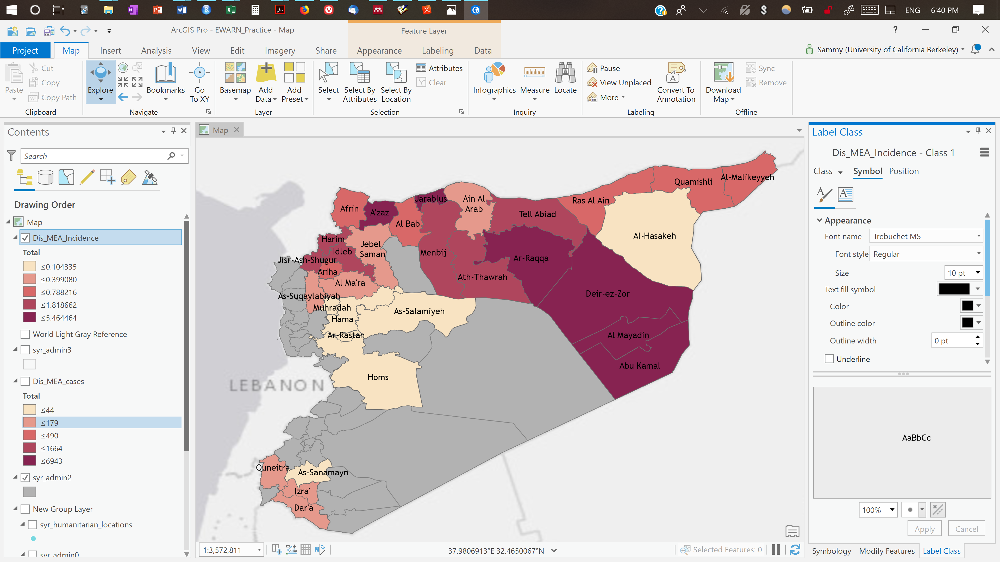 ENG 6:40 PM
ArcGIS Pro - EWARN_Practice - Map
Feature Layer
?
Project Map Insert Analysis View Edit Imagery Share Appearance Labeling Data
Sammy (University of California Berkeley)
Paste
Cut
Copy
Copy Path
Clipboard
Explore
Bookmarks
Go
To XY
Navigate
Basemap
Add
Data
Add
Preset
Layer
Select
Select By
Attributes
Select By
Location
Attributes
Clear
Selection
Infographics
Measure
Locate
Inquiry
Pause
View Unplaced
More
Convert To
Annotation
Labeling
Download
Map
Sync
Remove
Offline
Contents
Search
Drawing Order
Map
Dis_MEA_Incidence
Total
≤0.104335
≤0.399080
≤0.788216
≤1.818662
≤5.464464
World Light Gray Reference
syr_admin3
Dis_MEA_cases
Total
≤44
≤179
≤490
≤1664
≤6943
syr_admin2
New Group Layer
syr_humanitarian_locations
syr_admin0
Map
Al-Malikeyyeh
Quamishli
Jarablus
Ain Al
Arab
Ras Al Ain
Afrin
A'zaz
Tell Abiad
Al Bab
Al-Hasakeh
Harim
Jebel
Saman
Idleb
Menbij
Ar-Raqqa
Jisr-Ash-Shugur
Ariha
Ath-Thawrah
Al Ma'ra
Deir-ez-Zor
As-Suqaylabiyah
Muhradah
As-Salamiyeh
Hama
Ar-Rastan
Al Mayadin
Abu Kamal
Homs
LEBANON
Quneitra
As-Sanamayn
Izra'
Dar'a
1:3,572,811
37.9806913°E 32.4650067°N
Selected Features: 0
Label Class
Dis_MEA_Incidence - Class 1
Class Symbol Position
Appearance
Font name Trebuchet MS
Font style Regular
Size 10 pt
Text fill symbol
Color
Outline color
Outline width 0 pt
Underline
AaBbCc
100%
Apply Cancel
Symbology Modify Features Label Class